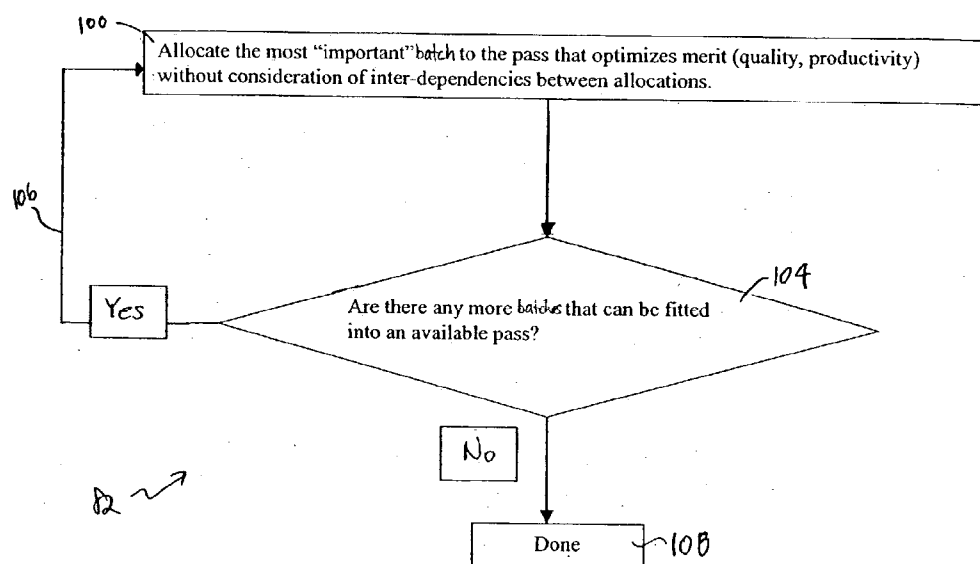 100
Allocate the most “important” batch to the pass that optimizes merit (quality, productivity)
without consideration of inter-dependencies between allocations.
106
104
Are there any more batches that can be fitted
into an available pass?
Yes
No
82
Done
108